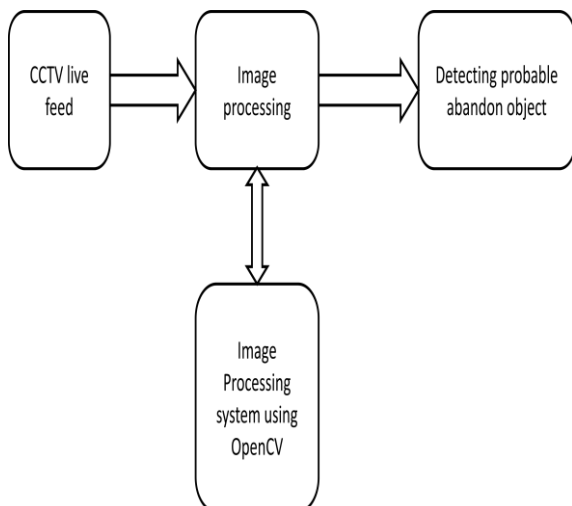 CCTV live
feed
Image
processing
Detecting probable
abandon object
Image
Processing
system using
OpenCV